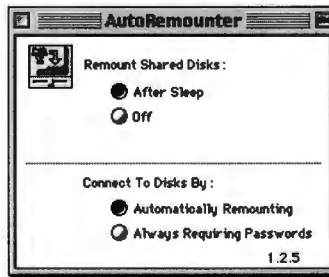 AutoRemounter
Remount Shared Disks:
After Sleep
Off
Connect To Disks By:
Automatically Remounting
Always Requiring Passwords
1.2.5